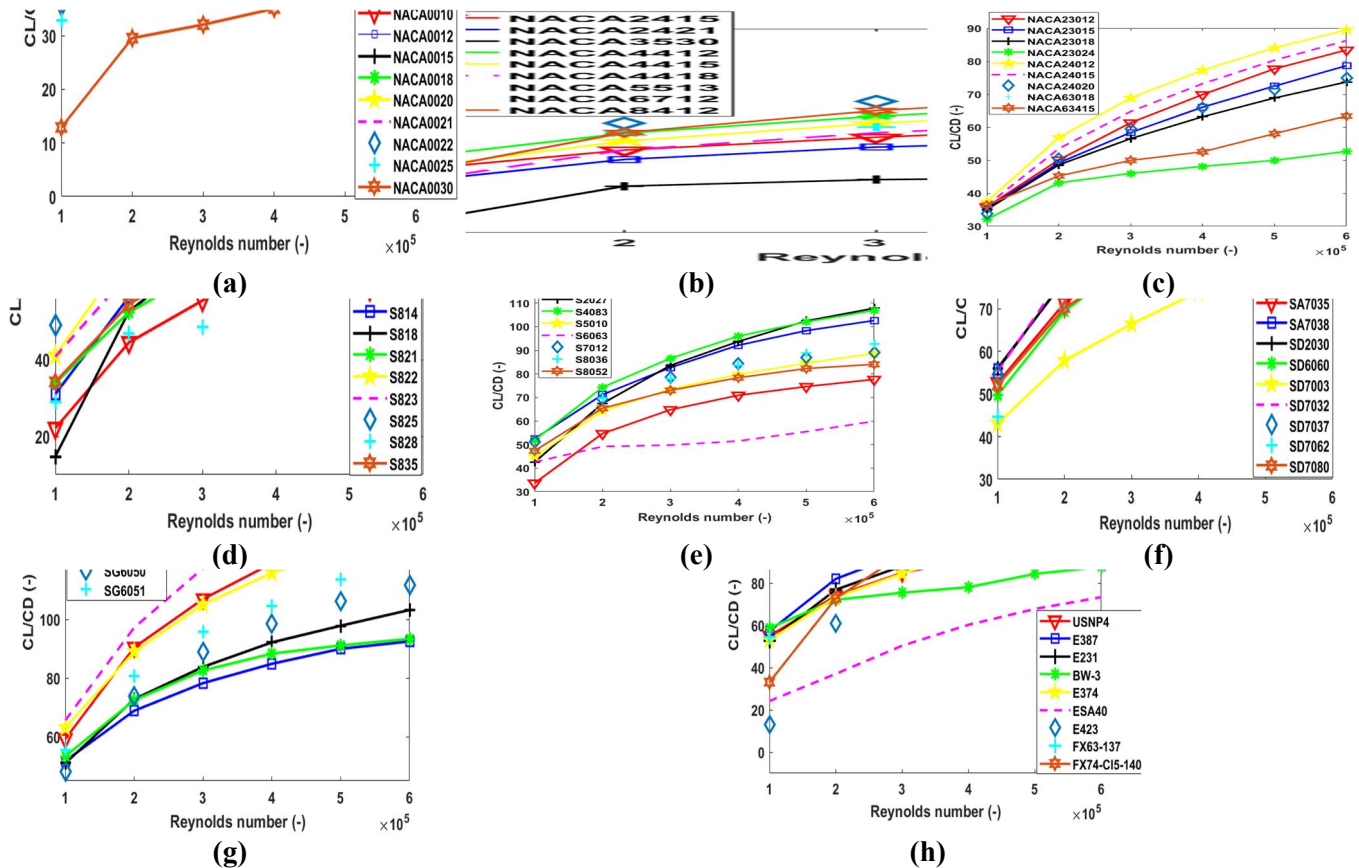 CL/C
30
20
10
0
1 2 3 4 5 6
Reynolds number (-)
×10⁵
NACA0010
NACA0012
NACA0015
NACA0018
NACA0020
NACA0021
NACA0022
NACA0025
NACA0030
(a)
NACA2415
NACA2421
NACA3530
NACA4412
NACA4415
NACA4418
NACA5513
NACA6712
NACA8412
2 3
Reynol
(b)
NACA23012
NACA23015
NACA23018
NACA23024
NACA24012
NACA24015
NACA24020
NACA63018
NACA63415
CL/CD (-)
90
80
70
60
50
40
30
1 2 3 4 5 6
Reynolds number (-)
×10⁵
(c)
CL
40
20
1 2 3 4 5 6
Reynolds number (-)
×10⁵
S814
S818
S821
S822
S823
S825
S828
S835
(d)
S2027
S4083
S5010
S6063
S7012
S8036
S8052
CL/CD (-)
110
100
90
80
70
60
50
40
30
1 2 3 4 5 6
Reynolds number (-)
×10⁵
(e)
CL/C
70
60
50
40
30
1 2 3 4 5 6
Reynolds number (-)
×10⁵
SA7035
SA7038
SD2030
SD6060
SD7003
SD7032
SD7037
SD7062
SD7080
(f)
SG6050
SG6051
CL/CD (-)
100
80
60
1 2 3 4 5 6
Reynolds number (-)
×10⁵
(g)
CL/CD (-)
80
60
40
20
0
1 2 3 4 5 6
Reynolds number (-)
×10⁵
USNP4
E387
E231
BW-3
E374
ESA40
E423
FX63-137
FX74-Cl5-140
(h)